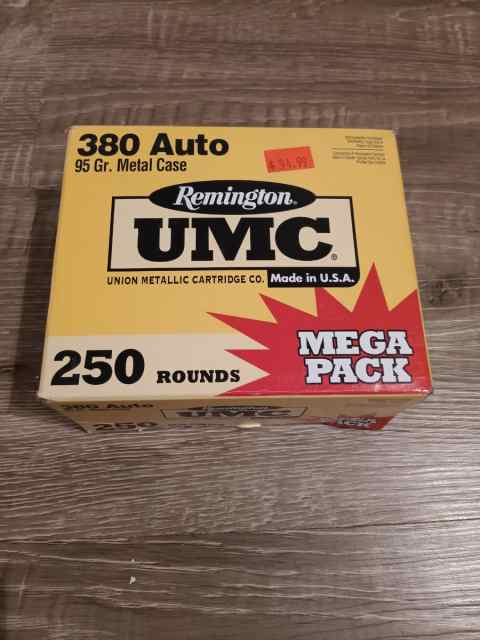 380 Auto
95 Gr. Metal Case
$ 94.99
Remington®
UMC®
UNION METALLIC CARTRIDGE CO. Made in U.S.A.
250 ROUNDS
MEGA
PACK
380 Auto
250